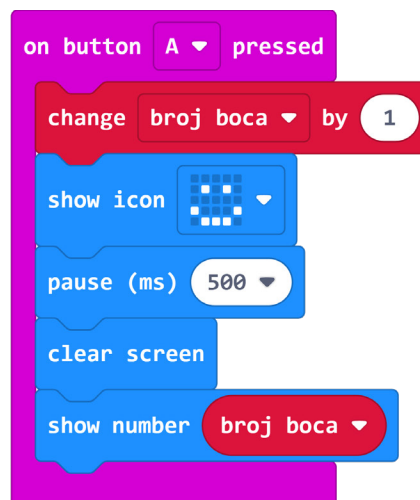 on button A pressed
change broj boca by 1
show icon
pause (ms) 500
clear screen
show number broj boca